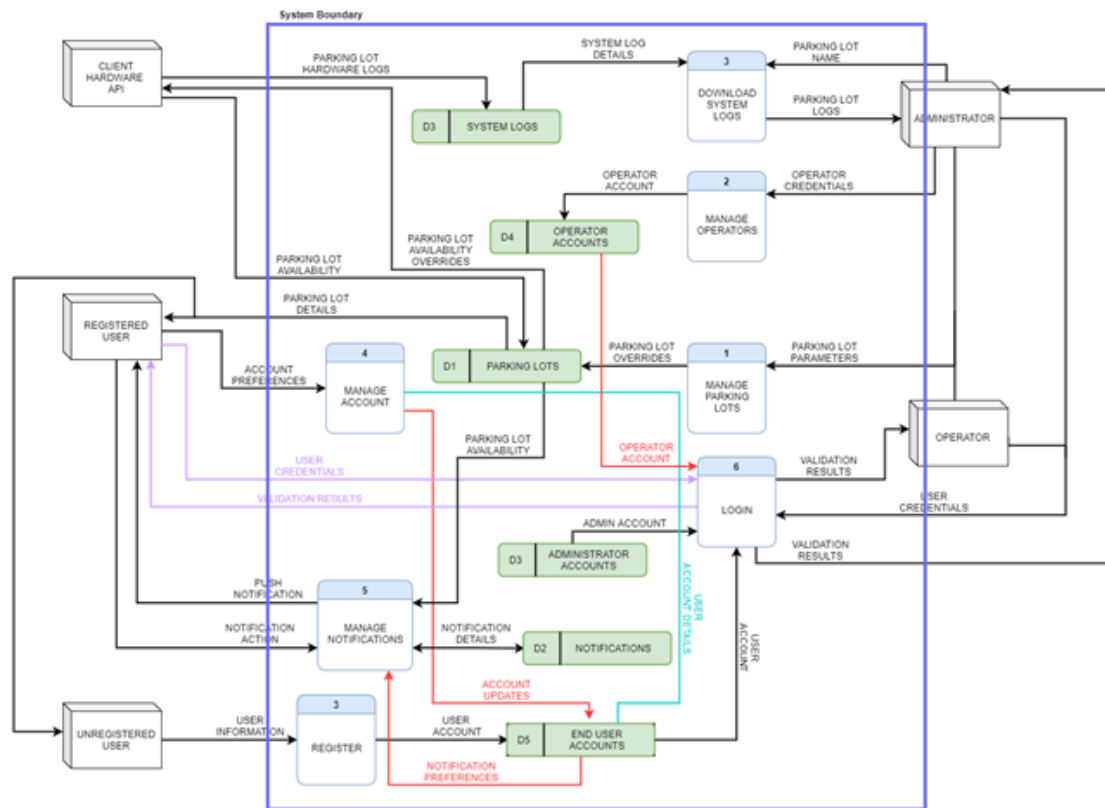 System Boundary
CLIENT
HARDWARE
API
PARKING LOT
HARDWARE LOGS
SYSTEM LOG
DETAILS
3
DOWNLOAD
SYSTEM
LOGS
PARKING LOT
NAME
PARKING LOT
LOGS
ADMINISTRATOR
D3
SYSTEM LOGS
OPERATOR
ACCOUNT
2
MANAGE
OPERATORS
OPERATOR
CREDENTIALS
D4
OPERATOR
ACCOUNTS
PARKING LOT
AVAILABILITY
OVERRIDES
PARKING LOT
AVAILABILITY
REGISTERED
USER
PARKING LOT
DETAILS
ACCOUNT
PREFERENCES
4
MANAGE
ACCOUNT
D1
PARKING LOTS
PARKING LOT
OVERRIDES
1
MANAGE
PARKING
LOTS
PARKING LOT
PARAMETERS
OPERATOR
PARKING LOT
AVAILABILITY
OPERATOR
ACCOUNT
USER
CREDENTIALS
VALIDATION RESULTS
6
LOGIN
VALIDATION
RESULTS
USER
CREDENTIALS
VALIDATION
RESULTS
ADMIN ACCOUNT
D3
ADMINISTRATOR
ACCOUNTS
USER
ACCOUNT DETAILS
USER
ACCOUNT
PUSH
NOTIFICATION
NOTIFICATION
ACTION
5
MANAGE
NOTIFICATIONS
NOTIFICATION
DETAILS
D2
NOTIFICATIONS
ACCOUNT
UPDATES
UNREGISTERED
USER
USER
INFORMATION
3
REGISTER
USER
ACCOUNT
D5
END USER
ACCOUNTS
NOTIFICATION
PREFERENCES